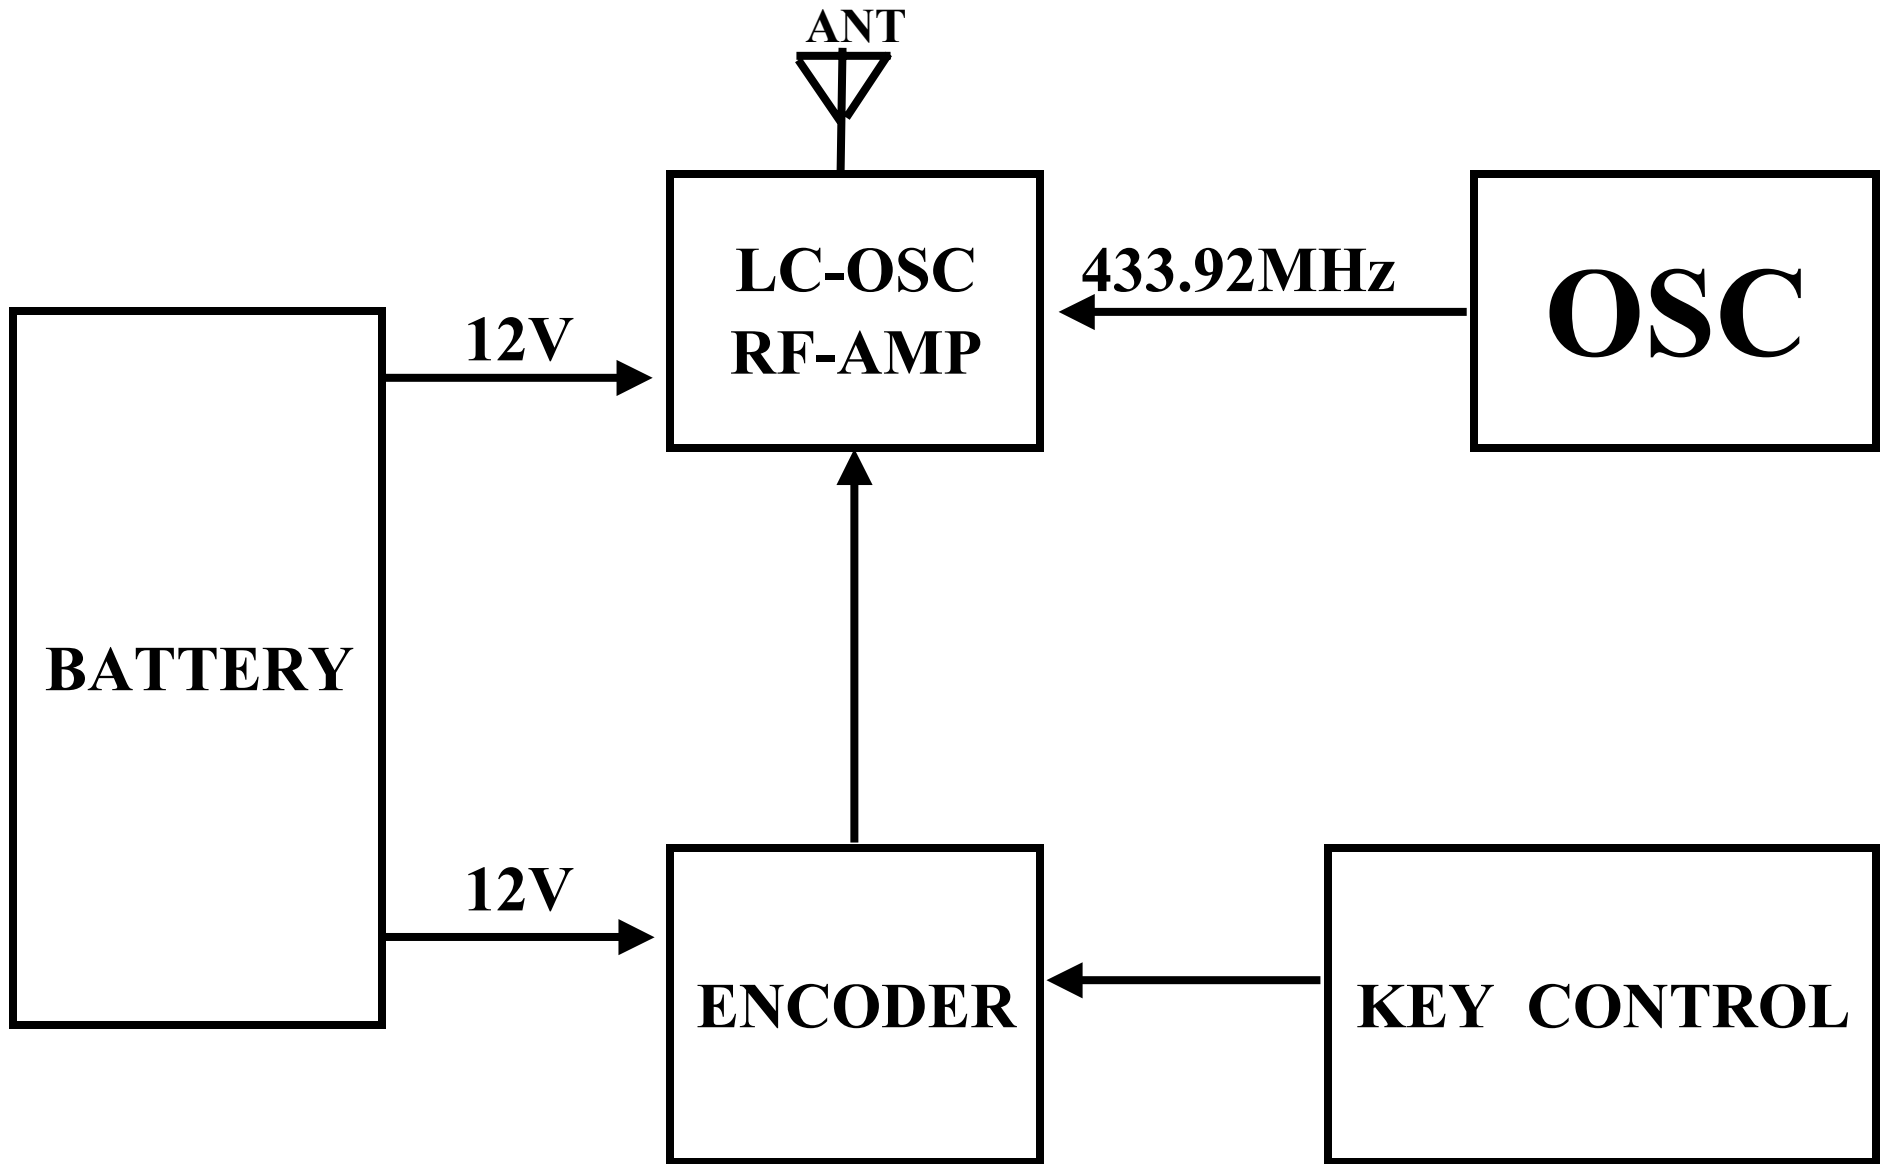 ANT
LC-OSC
RF-AMP
433.92MHz
OSC
12V
BATTERY
12V
ENCODER
KEY CONTROL